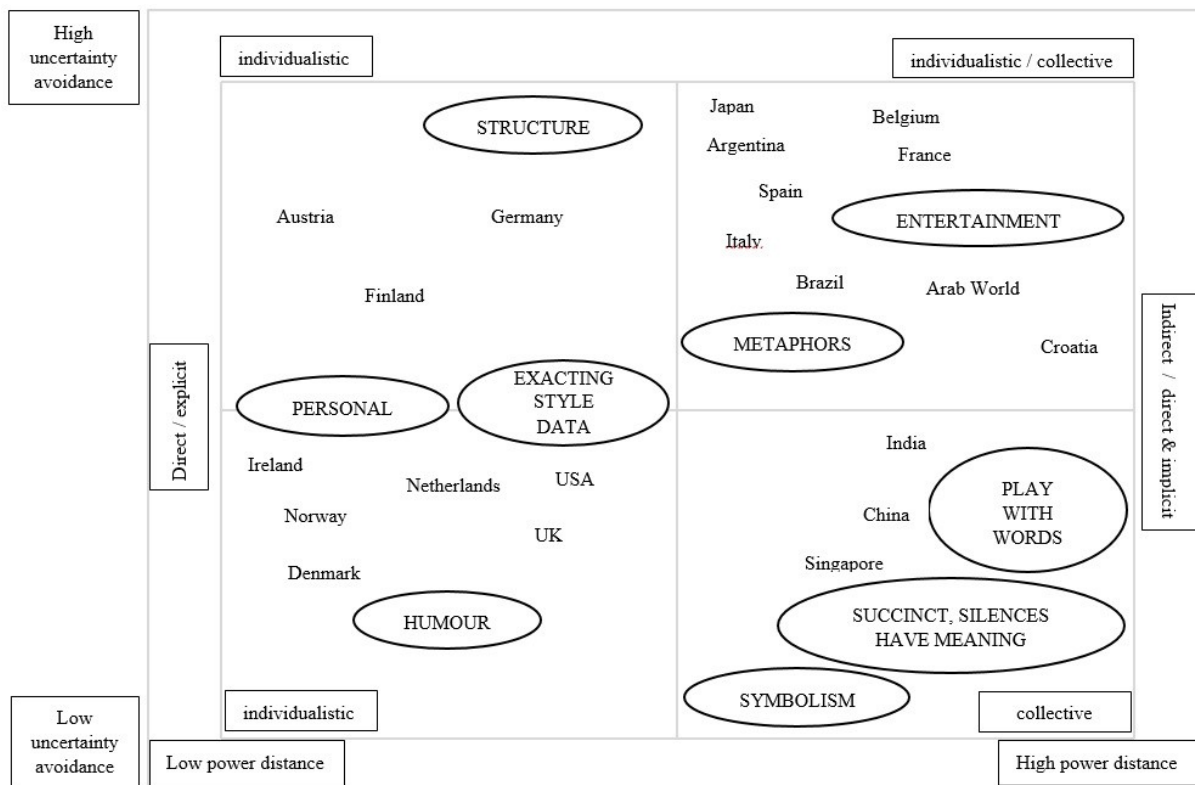 High
uncertainty
avoidance
individualistic
individualistic / collective
STRUCTURE
Japan
Belgium
Argentina
France
Spain
Austria
Germany
ENTERTAINMENT
Italy
Brazil
Arab World
Finland
METAPHORS
Croatia
Direct / explicit
Indirect / direct & implicit
PERSONAL
EXACTING
STYLE
DATA
India
Ireland
Netherlands
USA
PLAY
WITH
WORDS
Norway
China
UK
Singapore
Denmark
HUMOUR
SUCCINCT, SILENCES
HAVE MEANING
SYMBOLISM
individualistic
collective
Low
uncertainty
avoidance
Low power distance
High power distance